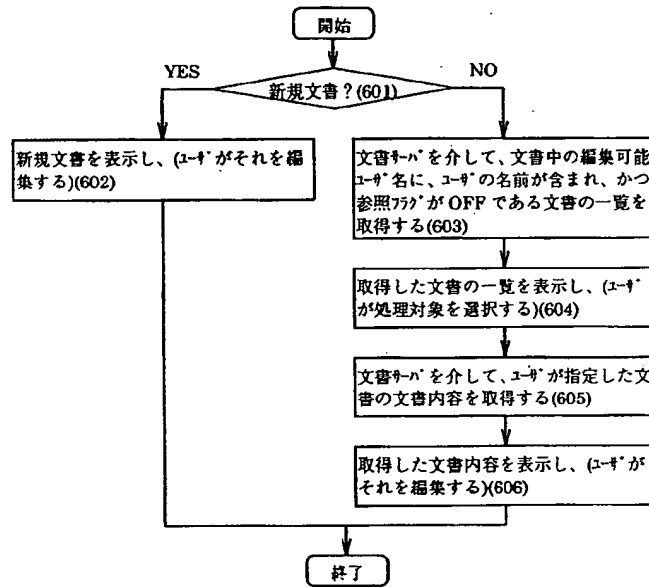 開始
YES
NO
新規文書?(601)
新規文書を表示し、(ﾕｰｻﾞがそれを編
集する)(602)
文書ｻｰﾊﾞを介して、文書中の編集可能
ﾕｰｻﾞ名に、ﾕｰｻﾞの名前が含まれ、かつ
参照ﾌﾗｸﾞがOFFである文書の一覧を
取得する(603)
取得した文書の一覧を表示し、(ﾕｰｻﾞ
が処理対象を選択する)(604)
文書ｻｰﾊﾞを介して、ﾕｰｻﾞが指定した文
書の文書内容を取得する(605)
取得した文書内容を表示し、(ﾕｰｻﾞが
それを編集する)(606)
終了